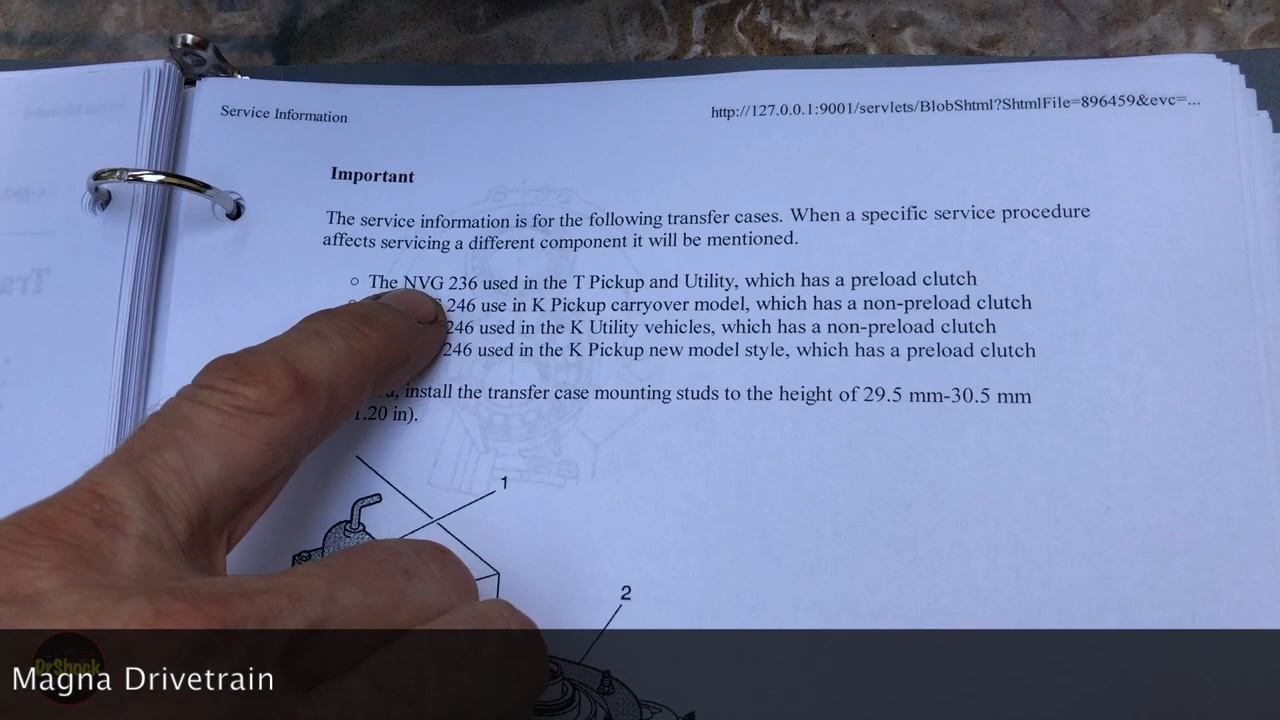 Service Information
http://127.0.0.1:9001/servlets/BlobShtml?ShtmlFile=896459&evc=...
Important
The service information is for the following transfer cases. When a specific service procedure
affects servicing a different component it will be mentioned.
The NVG 236 used in the T Pickup and Utility, which has a preload clutch
246 use in K Pickup carryover model, which has a non-preload clutch
246 used in the K Utility vehicles, which has a non-preload clutch
246 used in the K Pickup new model style, which has a preload clutch
install the transfer case mounting studs to the height of 29.5 mm-30.5 mm
1.20 in).
1
2
DrShock
Magna Drivetrain